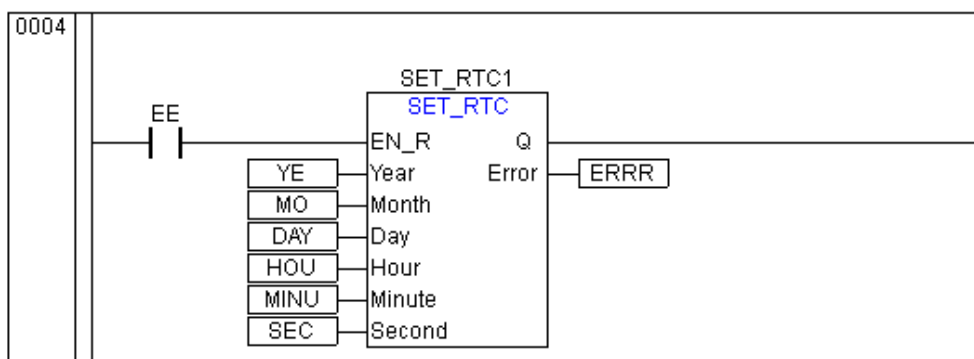 0004
SET_RTC1
SET_RTC
EE
EN_R Q
YE Year Error ERRR
MO Month
DAY Day
HOU Hour
MINU Minute
SEC Second